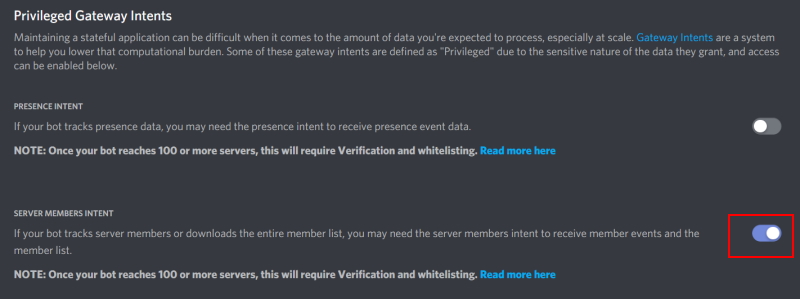 Privileged Gateway Intents
Maintaining a stateful application can be difficult when it comes to the amount of data you're expected to process, especially at scale. Gateway Intents are a system
to help you lower that computational burden. Some of these gateway intents are defined as "Privileged" due to the sensitive nature of the data they grant, and access
can be enabled below.
PRESENCE INTENT
If your bot tracks presence data, you may need the presence intent to receive presence event data.
NOTE: Once your bot reaches 100 or more servers, this will require Verification and whitelisting. Read more here
SERVER MEMBERS INTENT
If your bot tracks server members or downloads the entire member list, you may need the server members intent to receive member events and the
member list.
NOTE: Once your bot reaches 100 or more servers, this will require Verification and whitelisting. Read more here